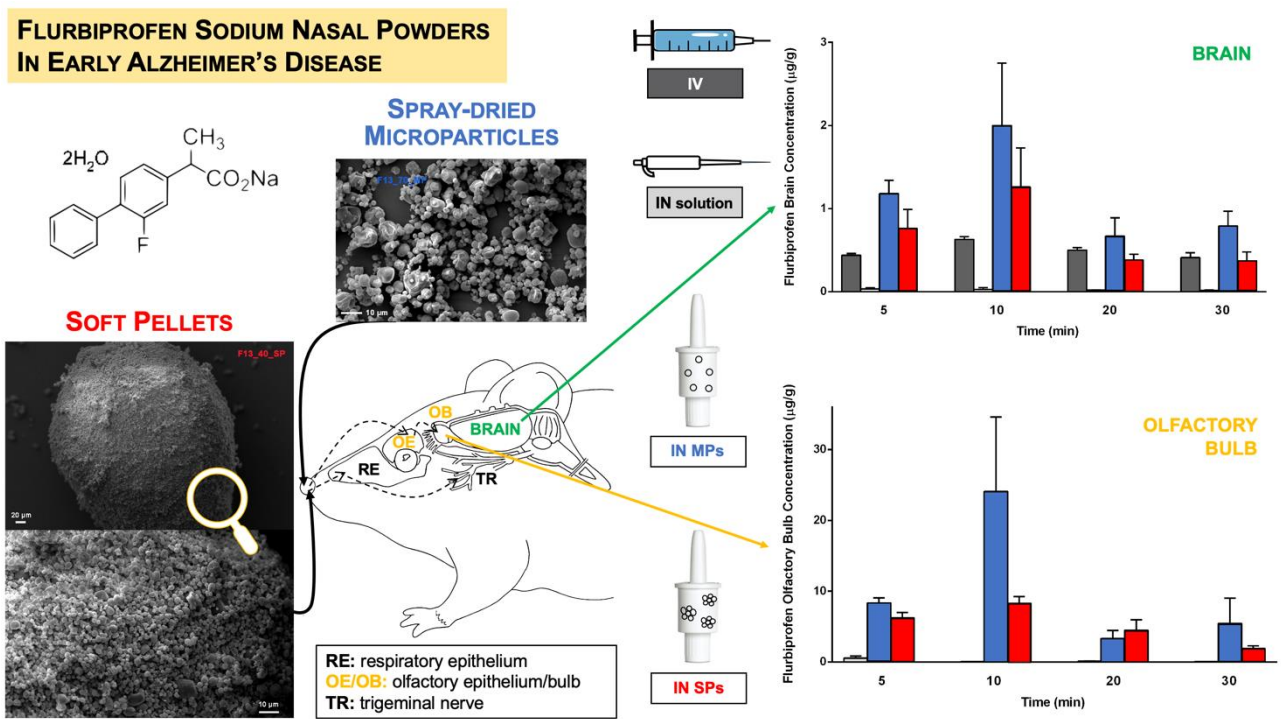 FLURBIPROFEN SODIUM NASAL POWDERS
IN EARLY ALZHEIMER'S DISEASE
2H₂O
CH₃
CO₂Na
F
SPRAY-DRIED
MICROPARTICLES
F13_70_MP
10 µm
SOFT PELLETS
F13_40_SP
20 µm
10 µm
OB
BRAIN
OE
RE
TR
RE: respiratory epithelium
OE/OB: olfactory epithelium/bulb
TR: trigeminal nerve
IV
IN solution
IN MPs
IN SPs
BRAIN
Flurbiprofen Brain Concentration (µg/g)
3
2
1
0
5 10 20 30
Time (min)
OLFACTORY
BULB
Flurbiprofen Olfactory Bulb Concentration (µg/g)
30
20
10
0
5 10 20 30
Time (min)